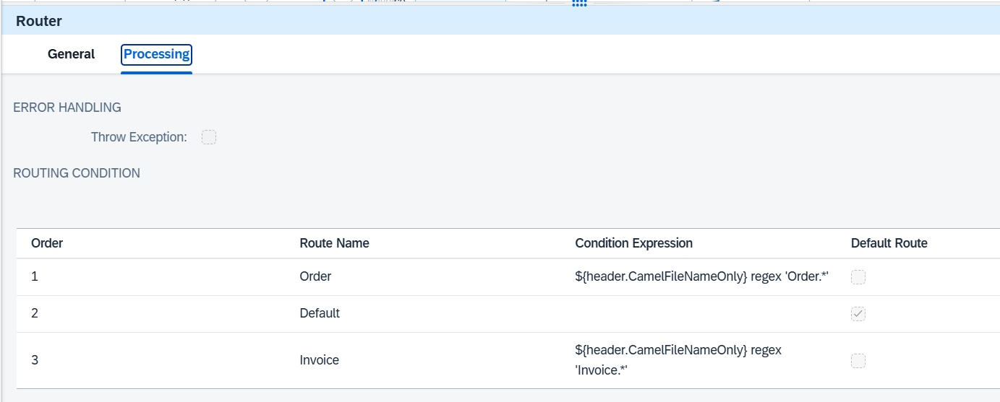 Router
General Processing
ERROR HANDLING
Throw Exception:
ROUTING CONDITION
Order Route Name Condition Expression Default Route
1 Order ${header.CamelFileNameOnly} regex 'Order.*'
2 Default
3 Invoice ${header.CamelFileNameOnly} regex
'Invoice.*'